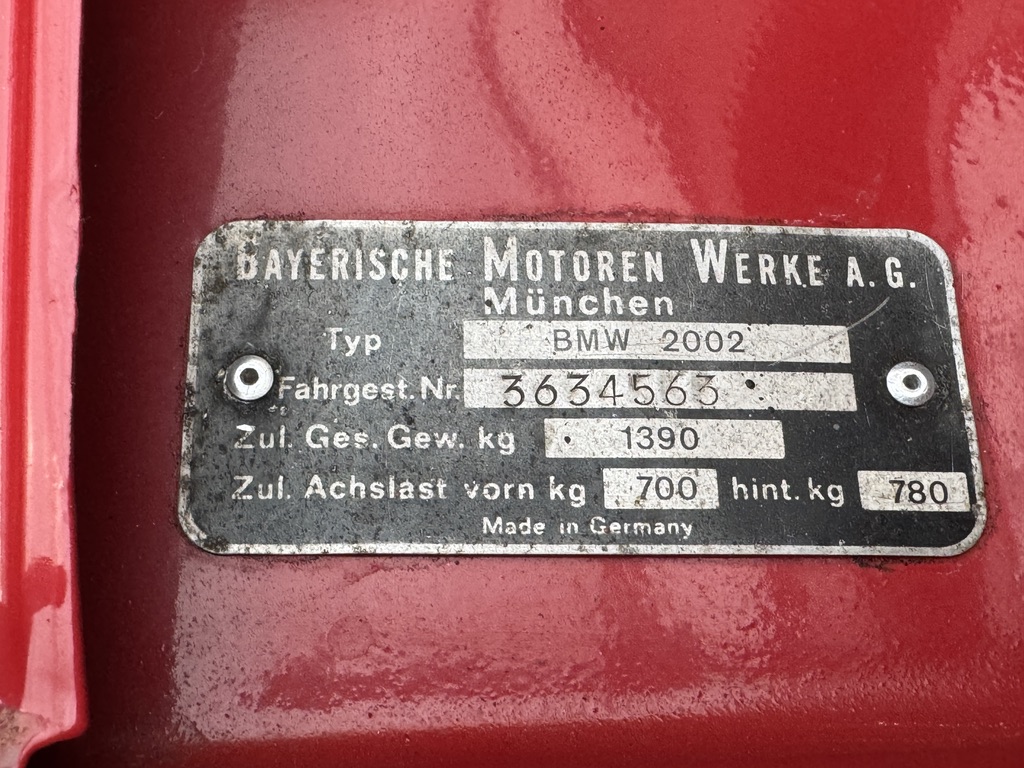 BAYERISCHE MOTOREN WERKE A.G.
München
Typ BMW 2002
Fahrgest.Nr. 3634563
Zul. Ges. Gew. kg 1390
Zul. Achslast vorn kg 700 hint. kg 780
Made in Germany